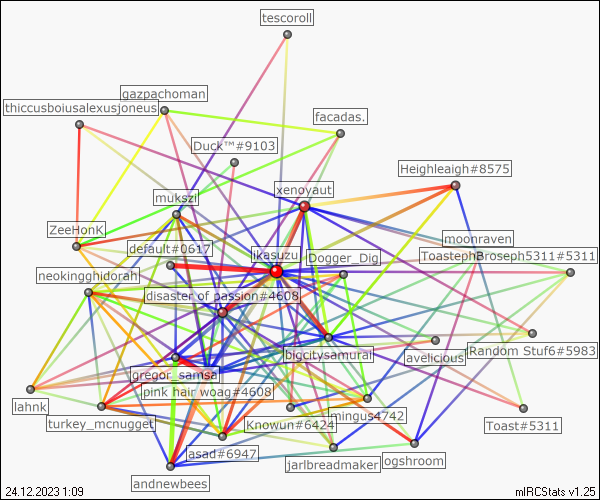 tescoroll
gazpachoman
thiccusboiusalexusjoneus
facadas.
Duck™#9103
Heighleaigh#8575
xenoyaut
mukszi
ZeeHonK
moonraven
default#0617
ikasuzu
Dogger_Dig
ToastephBroseph5311#5311
neokingghidorah
disaster of passion#4608
bigcitysamurai
avelicious
Random Stuf6#5983
gregor_samsa
pink hair woag#4608
lahnk
mingus4742
turkey_mcnugget
Knowun#6424
Toast#5311
asad#6947
jarlbreadmaker
ogshroom
andnewbees
24.12.2023 1:09
mIRCStats v1.25